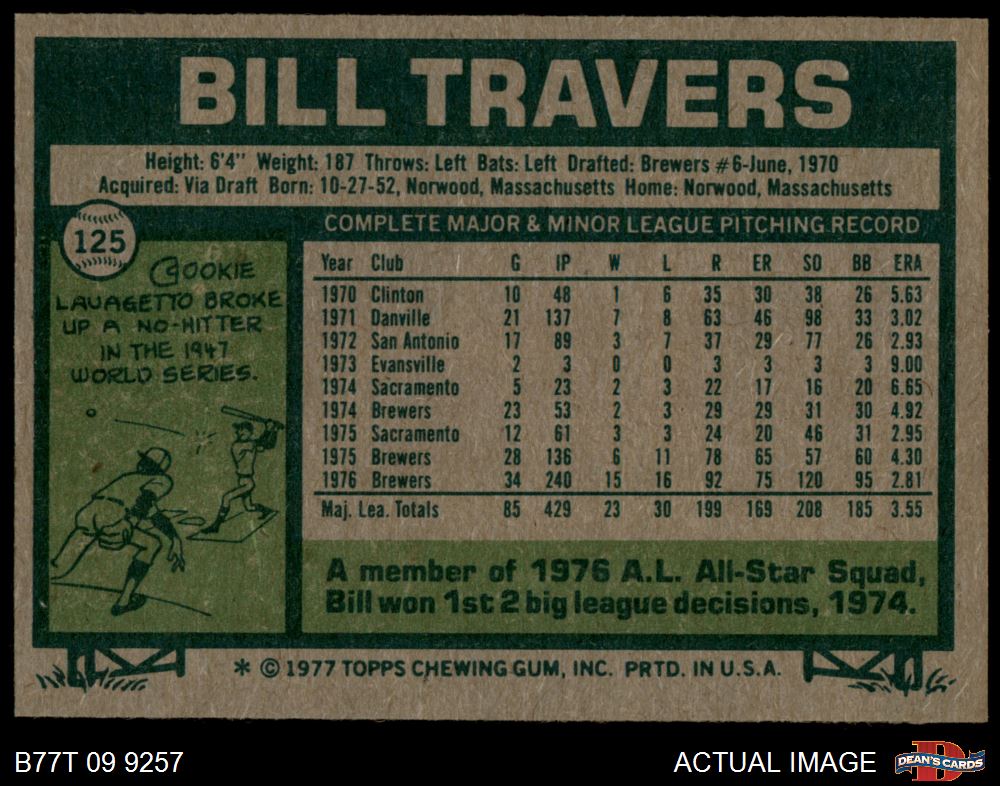 BILL TRAVERS
Height: 6'4" Weight: 187 Throws: Left Bats: Left Drafted: Brewers #6-June, 1970
Acquired: Via Draft Born: 10-27-52, Norwood, Massachusetts Home: Norwood, Massachusetts
125
COOKIE
LAVAGETTO BROKE
UP A NO-HITTER
IN THE 1947
WORLD SERIES.
COMPLETE MAJOR & MINOR LEAGUE PITCHING RECORD
Year Club G IP W L R ER SO BB ERA
1970 Clinton 10 48 1 6 35 30 38 26 5.63
1971 Danville 21 137 7 8 63 46 98 33 3.02
1972 San Antonio 17 89 3 7 37 29 77 26 2.93
1973 Evansville 2 3 0 0 3 3 3 3 9.00
1974 Sacramento 5 23 2 3 22 17 16 20 6.65
1974 Brewers 23 53 2 3 29 29 31 30 4.92
1975 Sacramento 12 61 3 3 24 20 46 31 2.95
1975 Brewers 28 136 6 11 78 65 57 60 4.30
1976 Brewers 34 240 15 16 92 75 120 95 2.81
Maj. Lea. Totals 85 429 23 30 199 169 208 185 3.55
A member of 1976 A.L. All-Star Squad,
Bill won 1st 2 big league decisions, 1974.
* © 1977 TOPPS CHEWING GUM, INC. PRTD. IN U.S.A.
B77T 09 9257
ACTUAL IMAGE
D
DEAN'S CARDS